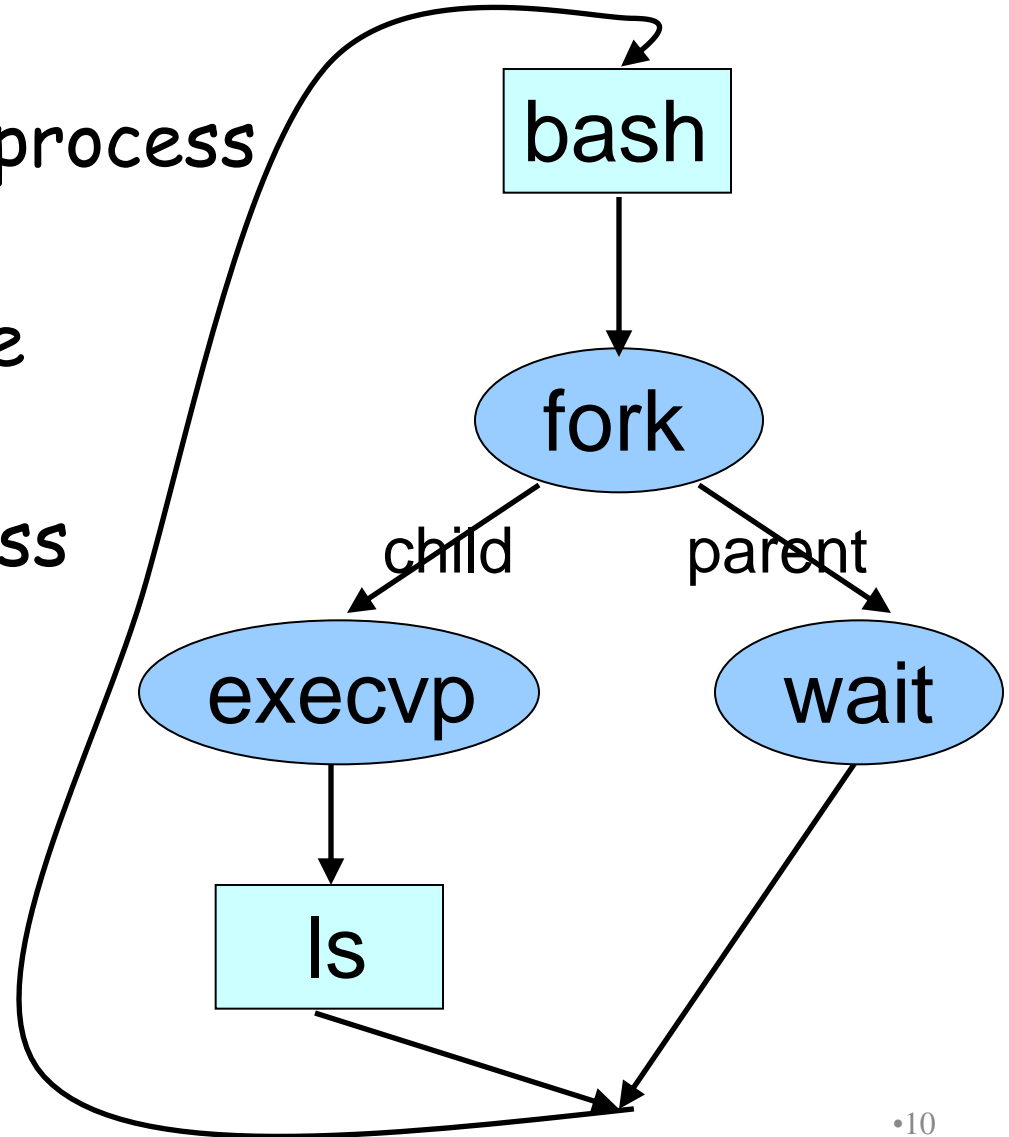 process
bash
e
fork
ss
child parent
execvp wait
ls
•10